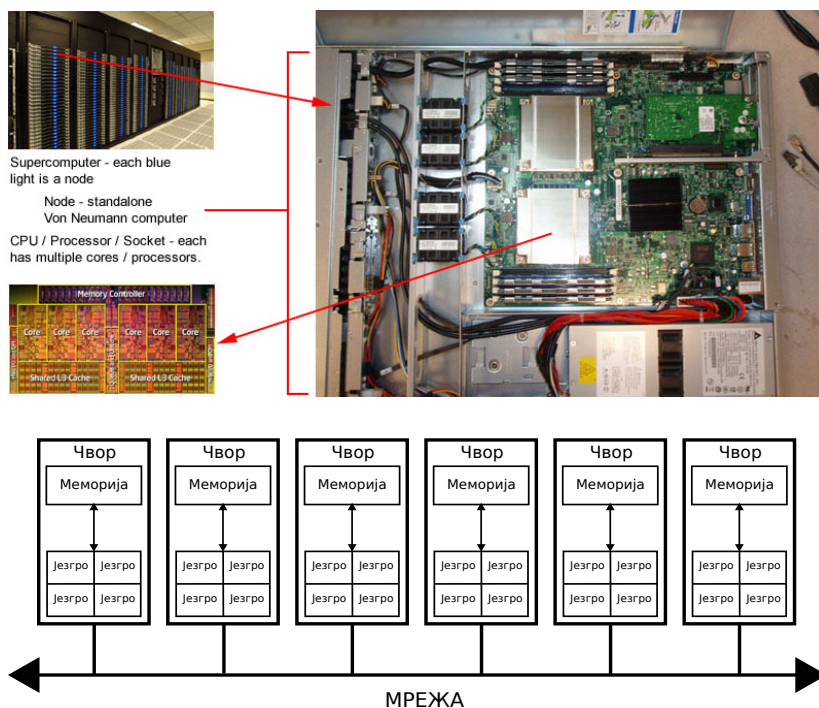 Supercomputer - each blue
light is a node
Node - standalone
Von Neumann computer
CPU / Processor / Socket - each
has multiple cores / processors.
Memory Controller
Core Core Core Core Core Core
Shared L3 Cache Shared L3 Cache
Чвор Чвор Чвор Чвор Чвор Чвор
Меморија Меморија Меморија Меморија Меморија Меморија
Језгро Језгро Језгро Језгро Језгро Језгро Језгро Језгро Језгро Језгро Језгро Језгро
Језгро Језгро Језгро Језгро Језгро Језгро Језгро Језгро Језгро Језгро Језгро Језгро
МРЕЖА